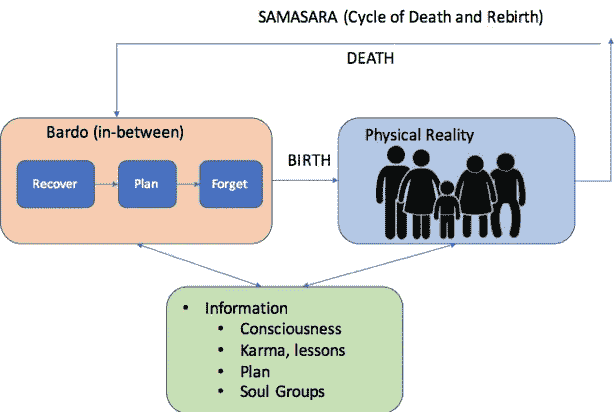 SAMASARA (Cycle of Death and Rebirth)
DEATH
Bardo (in-between)
Recover
Plan
Forget
BIRTH
Physical Reality
• Information
• Consciousness
• Karma, lessons
• Plan
• Soul Groups